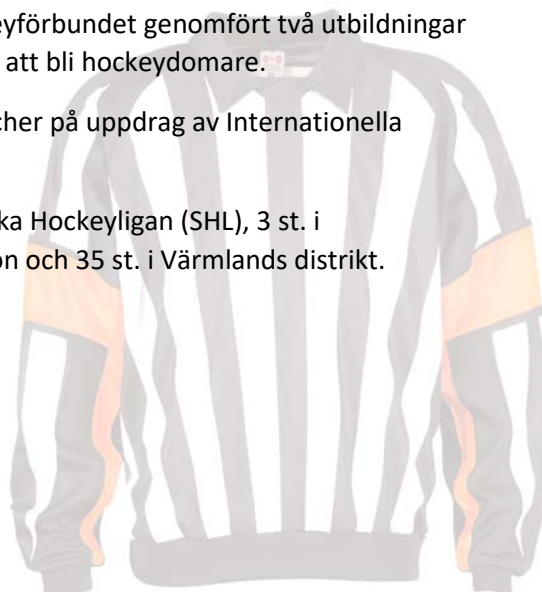 eyförbundet genomfört två utbildningar
att bli hockeydomare.
cher på uppdrag av Internationella
ka Hockeyligan (SHL), 3 st. i
on och 35 st. i Värmlands distrikt.